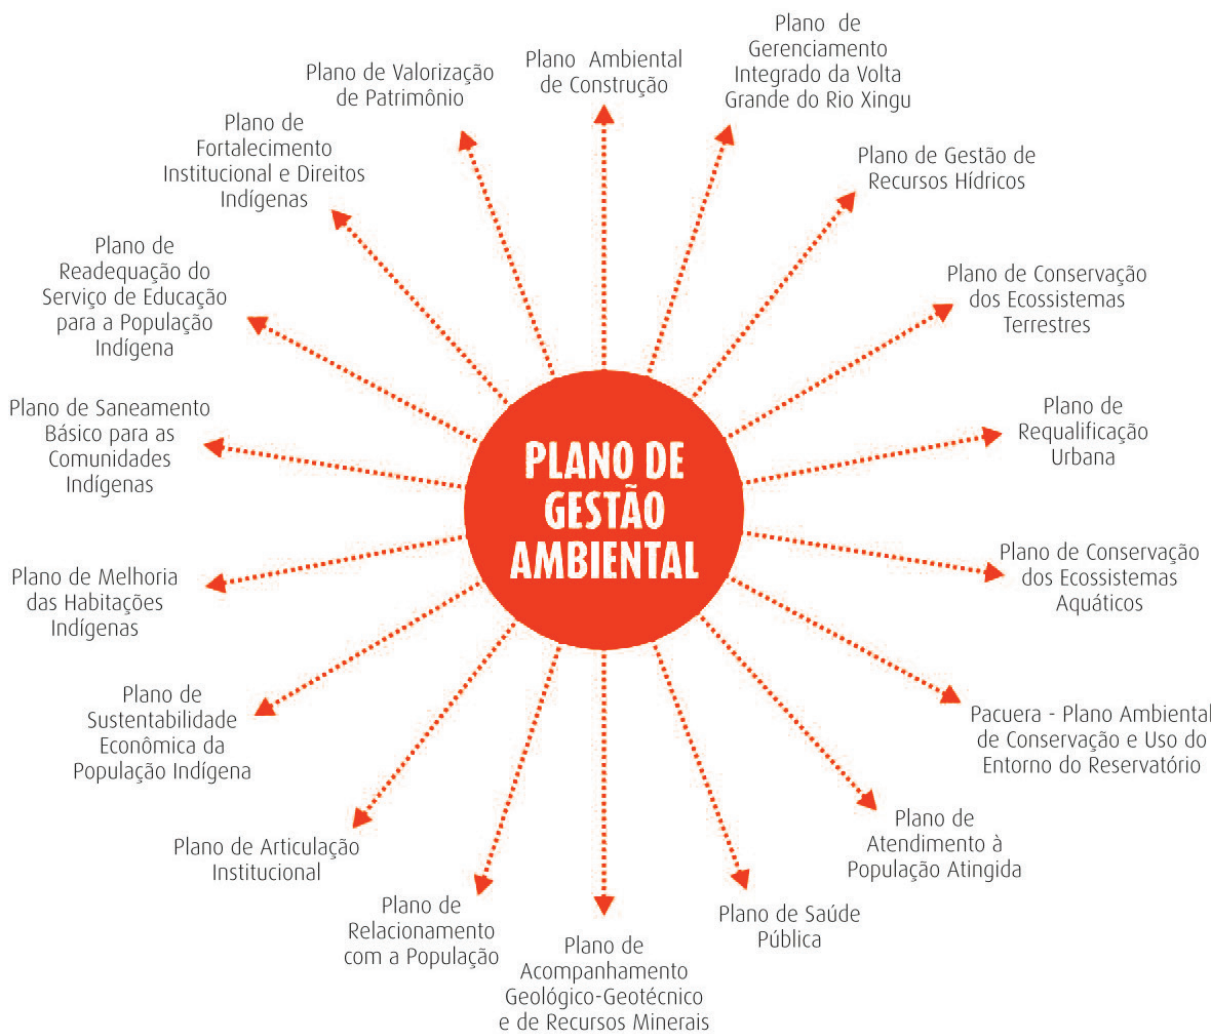 Plano de
Gerenciamento
Integrado da Volta
Grande do Rio Xingu
Plano Ambiental
de Construção
Plano de Valorização
de Patrimônio
Plano de
Fortalecimento
Institucional e Direitos
Indígenas
Plano de Gestão de
Recursos Hídricos
Plano de
Readequação do
Serviço de Educação
para a População
Indígena
Plano de Conservação
dos Ecossistemas
Terrestres
Plano de Saneamento
Básico para as
Comunidades
Indígenas
Plano de
Requalificação
Urbana
PLANO DE
GESTÃO
AMBIENTAL
Plano de Conservação
dos Ecossistemas
Aquáticos
Plano de Melhoria
das Habitações
Indígenas
Plano de
Sustentabilidade
Econômica da
População Indígena
Pacuera - Plano Ambiental
de Conservação e Uso do
Entorno do Reservatório
Plano de
Atendimento à
População Atingida
Plano de Articulação
Institucional
Plano de
Relacionamento
com a População
Plano de Saúde
Pública
Plano de
Acompanhamento
Geológico-Geotécnico
e de Recursos Minerais